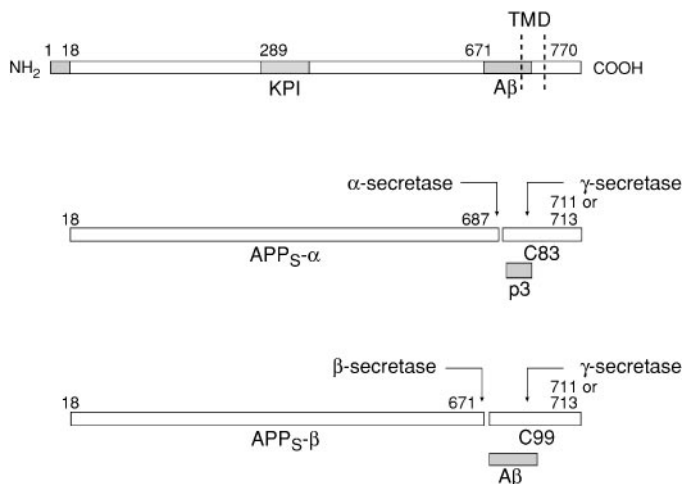 TMD
1 18 289 671 770
NH2 COOH
KPI Aβ
α-secretase γ-secretase
711 or
18 687 713
APPS-α C83
p3
β-secretase γ-secretase
711 or
18 671 713
APPS-β C99
Aβ